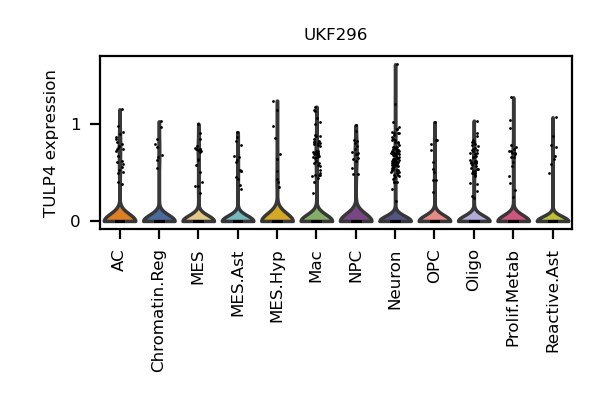 UKF296
TULP4 expression
1
0
AC
Chromatin.Reg
MES
MES.Ast
MES.Hyp
Mac
NPC
Neuron
OPC
Oligo
Prolif.Metab
Reactive.Ast